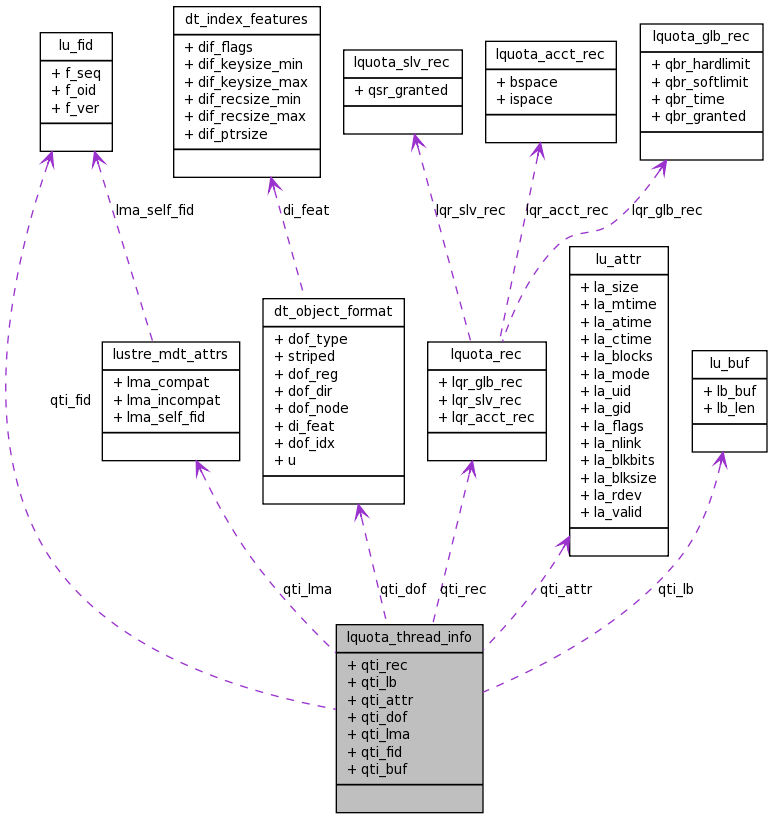 lu_fid
+ f_seq
+ f_oid
+ f_ver
dt_index_features
+ dif_flags
+ dif_keysize_min
+ dif_keysize_max
+ dif_recsize_min
+ dif_recsize_max
+ dif_ptrsize
lquota_slv_rec
+ qsr_granted
lquota_acct_rec
+ bspace
+ ispace
lquota_glb_rec
+ qbr_hardlimit
+ qbr_softlimit
+ qbr_time
+ qbr_granted
lma_self_fid
di_feat
lqr_slv_rec
lqr_acct_rec
lqr_glb_rec
qti_fid
lustre_mdt_attrs
+ lma_compat
+ lma_incompat
+ lma_self_fid
dt_object_format
+ dof_type
+ striped
+ dof_reg
+ dof_dir
+ dof_node
+ di_feat
+ dof_idx
+ u
lquota_rec
+ lqr_glb_rec
+ lqr_slv_rec
+ lqr_acct_rec
lu_attr
+ la_size
+ la_mtime
+ la_atime
+ la_ctime
+ la_blocks
+ la_mode
+ la_uid
+ la_gid
+ la_flags
+ la_nlink
+ la_blkbits
+ la_blksize
+ la_rdev
+ la_valid
lu_buf
+ lb_buf
+ lb_len
qti_lma
qti_dof
qti_rec
qti_attr
qti_lb
lquota_thread_info
+ qti_rec
+ qti_lb
+ qti_attr
+ qti_dof
+ qti_lma
+ qti_fid
+ qti_buf